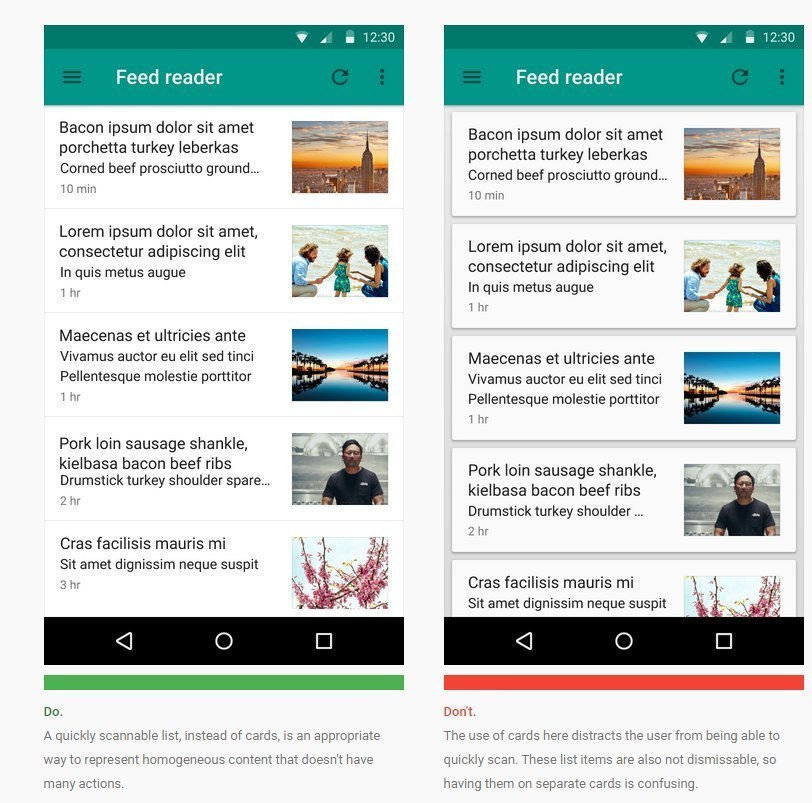 12:30
Feed reader
Bacon ipsum dolor sit amet
porchetta turkey leberkas
Corned beef prosciutto ground...
10 min
Lorem ipsum dolor sit amet,
consectetur adipiscing elit
In quis metus augue
1 hr
Maecenas et ultricies ante
Vivamus auctor eu elit sed tinci
Pellentesque molestie porttitor
1 hr
Pork loin sausage shankle,
kielbasa bacon beef ribs
Drumstick turkey shoulder spare...
2 hr
Cras facilisis mauris mi
Sit amet dignissim neque suspit
3 hr
Do.
A quickly scannable list, instead of cards, is an appropriate
way to represent homogeneous content that doesn't have
many actions.
12:30
Feed reader
Bacon ipsum dolor sit amet
porchetta turkey leberkas
Corned beef prosciutto ground...
10 min
Lorem ipsum dolor sit amet,
consectetur adipiscing elit
In quis metus augue
1 hr
Maecenas et ultricies ante
Vivamus auctor eu elit sed tinci
Pellentesque molestie porttitor
1 hr
Pork loin sausage shankle,
kielbasa bacon beef ribs
Drumstick turkey shoulder ...
2 hr
Cras facilisis mauris mi
Sit amet dignissim neque suspit
Don't.
The use of cards here distracts the user from being able to
quickly scan. These list items are also not dismissable, so
having them on separate cards is confusing.